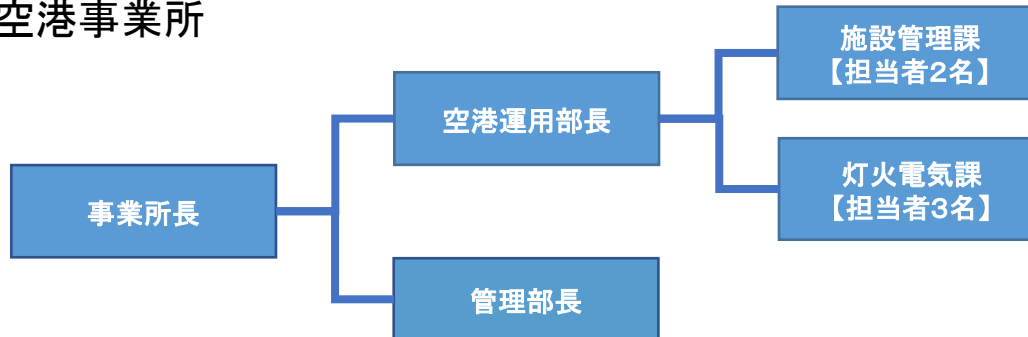 空港事業所
施設管理課
【担当者2名】
空港運用部長
灯火電気課
【担当者3名】
事業所長
管理部長